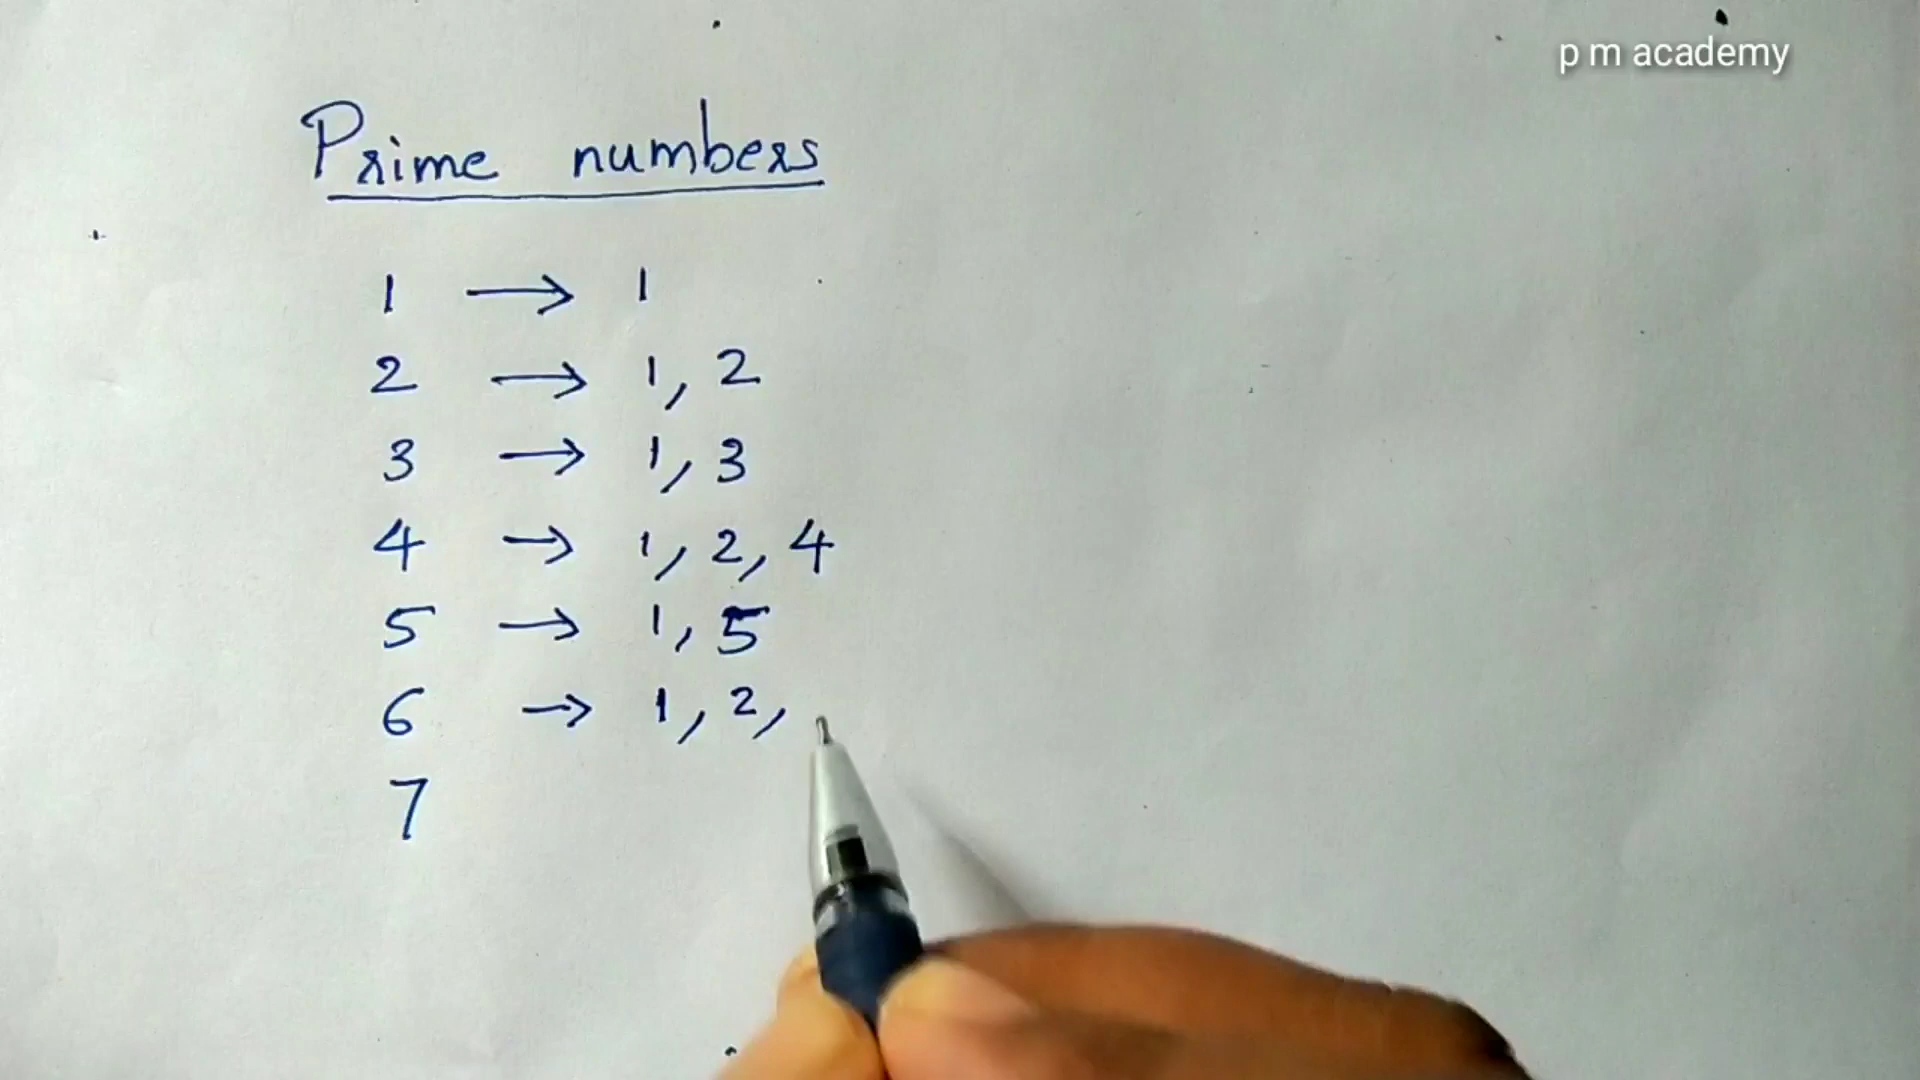 p m academy
Prime numbers
1 → 1
2 → 1, 2
3 → 1, 3
4 → 1, 2, 4
5 → 1, 5
6 → 1, 2,
7